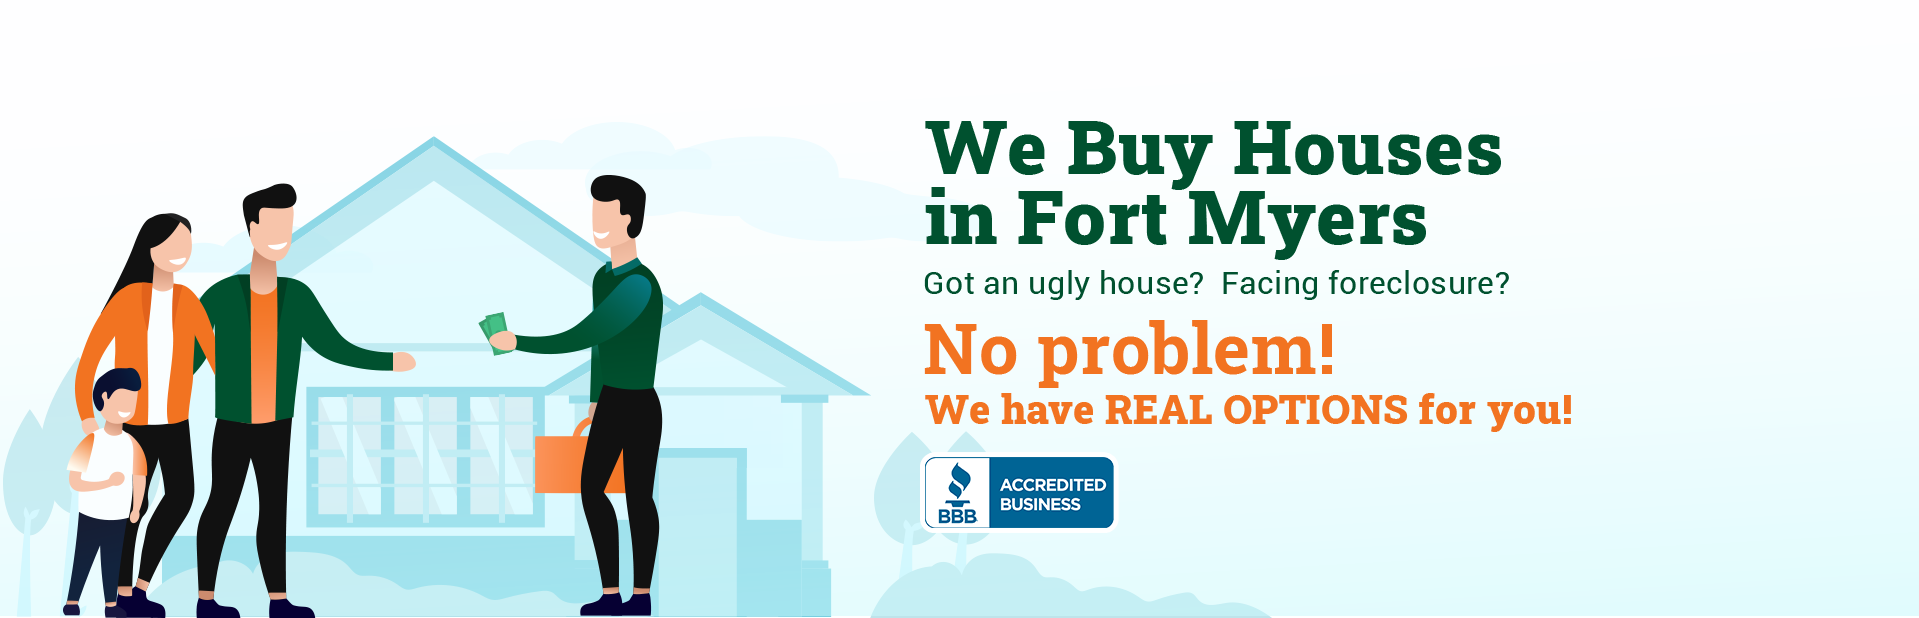 We Buy Houses
in Fort Myers
Got an ugly house? Facing foreclosure?
No problem!
We have REAL OPTIONS for you!
BBB
ACCREDITED
BUSINESS